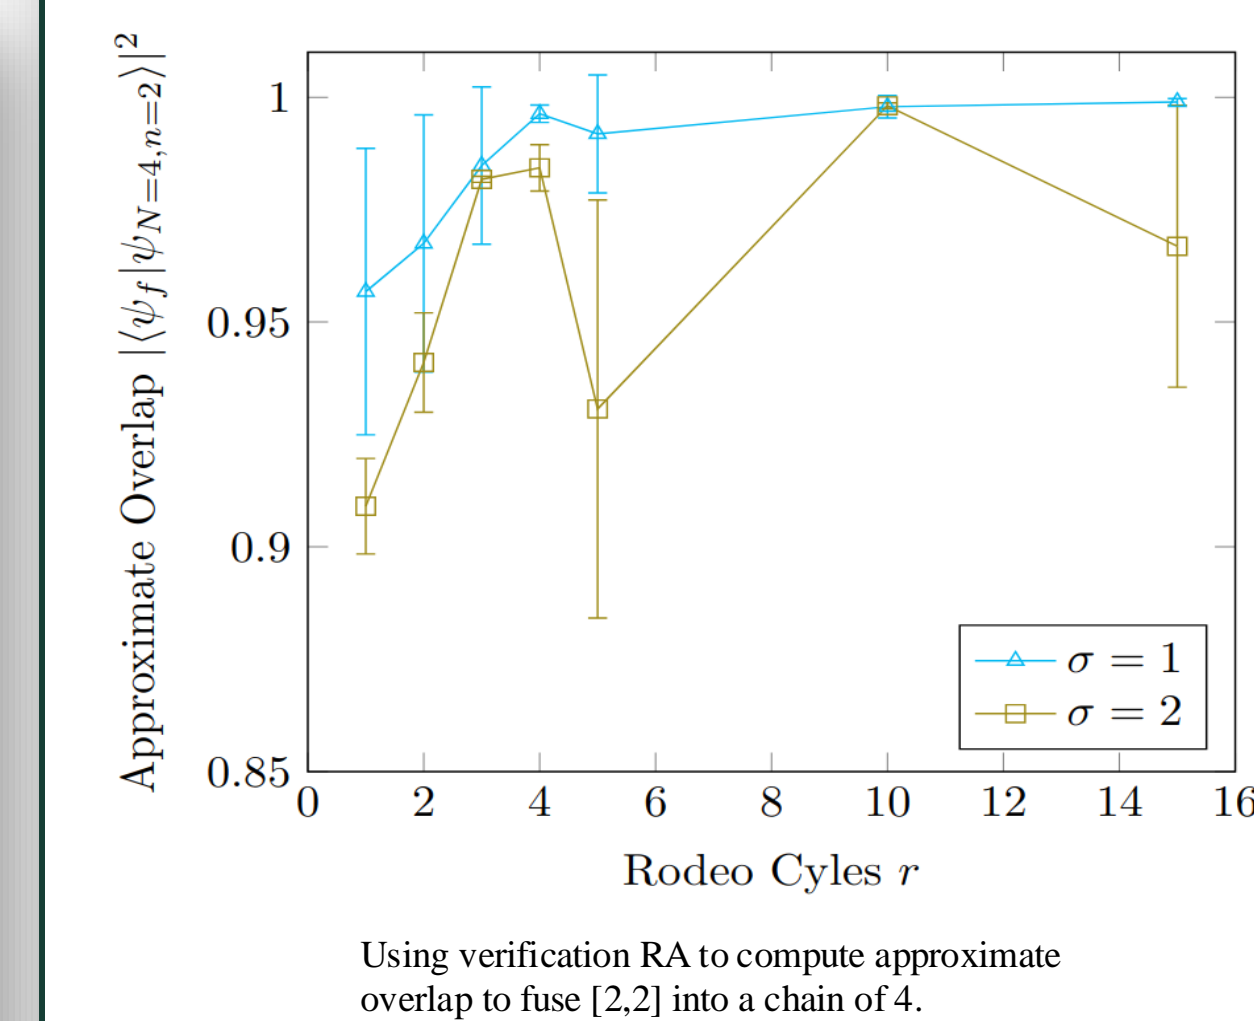 Approximate Overlap |⟨ψ_f|ψ_{N=4,n=2}⟩|²
1
0.95
0.9
0.85
0 2 4 6 8 10 12 14 16
σ = 1
σ = 2
Rodeo Cyles r
Using verification RA to compute approximate
overlap to fuse [2,2] into a chain of 4.